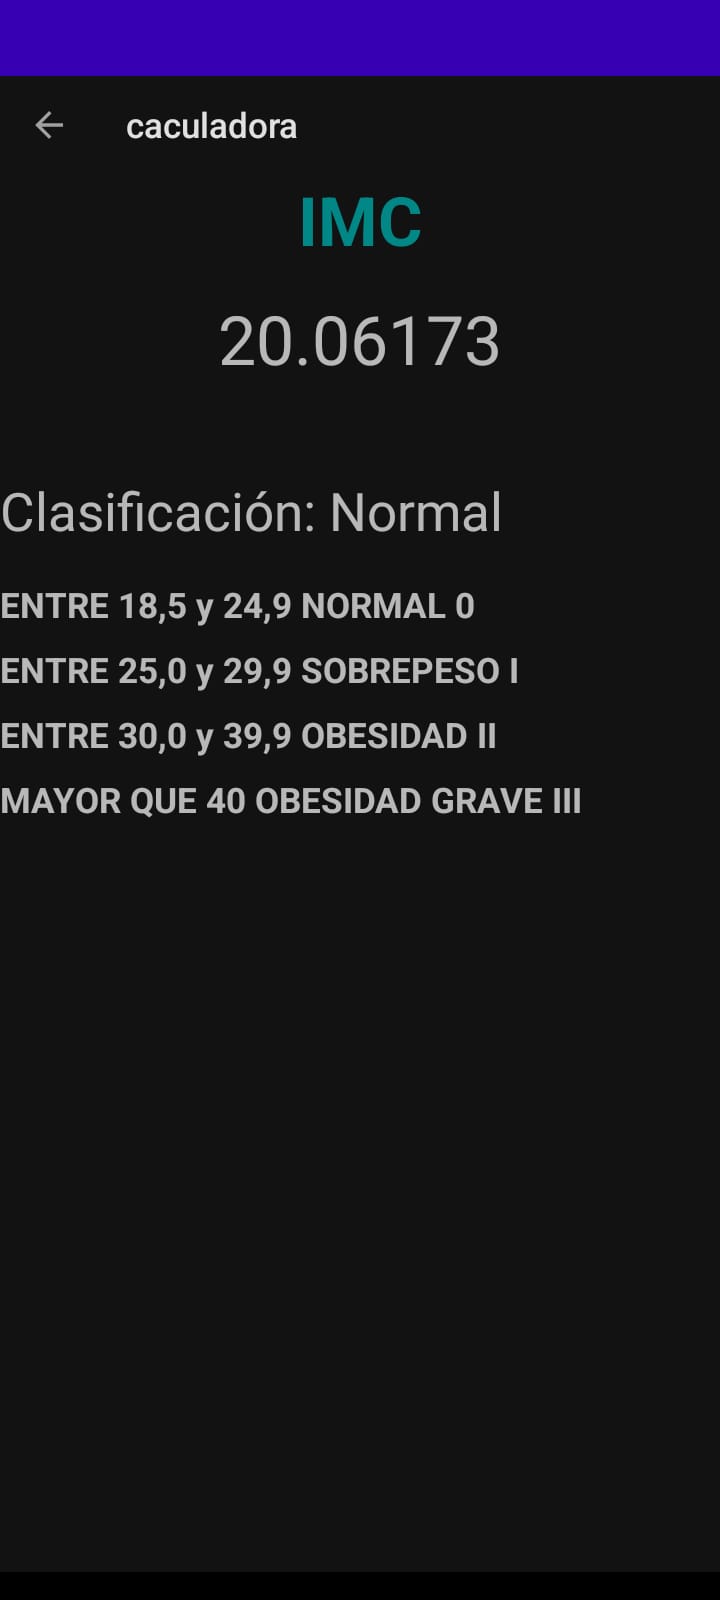 caculadora
IMC
20.06173
Clasificación: Normal
ENTRE 18,5 y 24,9 NORMAL 0
ENTRE 25,0 y 29,9 SOBREPESO I
ENTRE 30,0 y 39,9 OBESIDAD II
MAYOR QUE 40 OBESIDAD GRAVE III